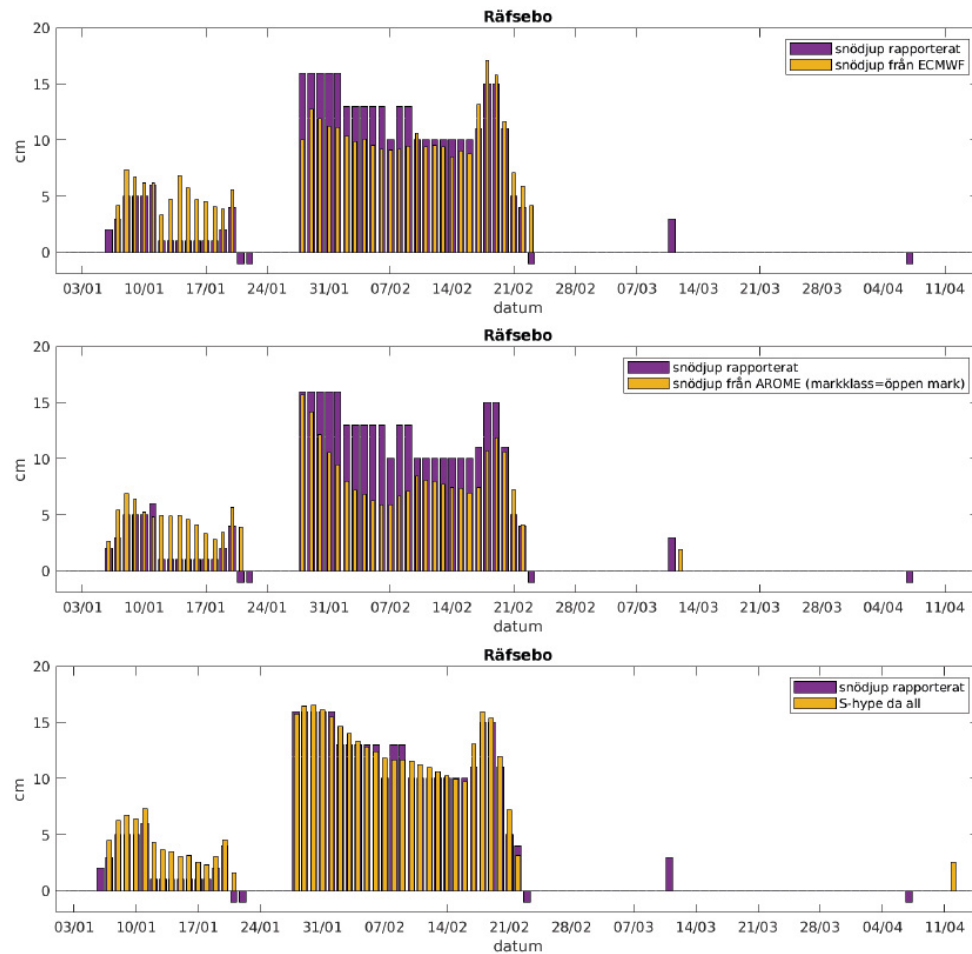 Räfsebo
20
snödjup rapporterat
snödjup från ECMWF
15
10
cm
5
0
03/01 10/01 17/01 24/01 31/01 07/02 14/02 21/02 28/02 07/03 14/03 21/03 28/03 04/04 11/04
datum
Räfsebo
20
snödjup rapporterat
snödjup från AROME (markklass=öppen mark)
15
10
cm
5
0
03/01 10/01 17/01 24/01 31/01 07/02 14/02 21/02 28/02 07/03 14/03 21/03 28/03 04/04 11/04
datum
Räfsebo
20
snödjup rapporterat
S-hype da all
15
10
cm
5
0
03/01 10/01 17/01 24/01 31/01 07/02 14/02 21/02 28/02 07/03 14/03 21/03 28/03 04/04 11/04
datum